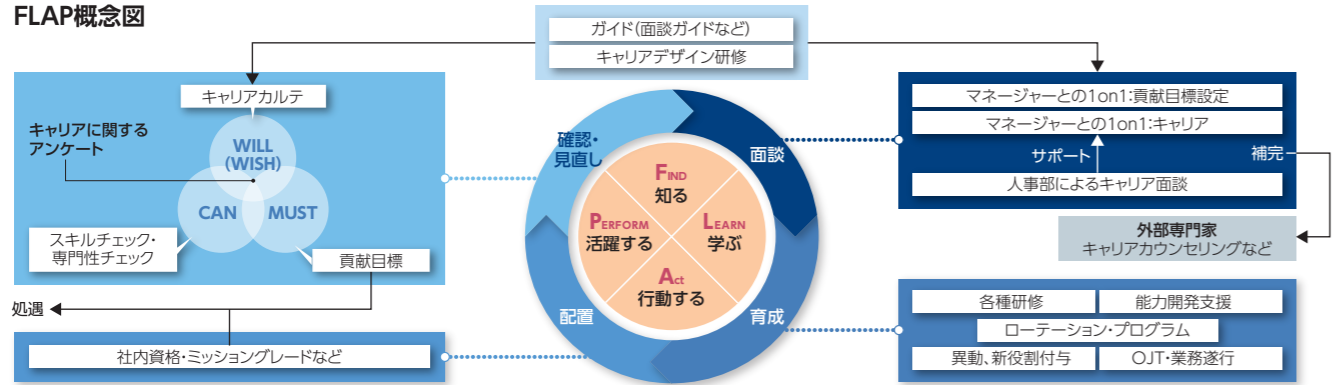 FLAP概念図
ガイド(面談ガイドなど)
キャリアデザイン研修
キャリアカルテ
キャリアに関する
アンケート
WILL
(WISH)
CAN
MUST
スキルチェック・
専門性チェック
貢献目標
処遇
社内資格・ミッショングレードなど
確認・
見直し
面談
育成
配置
FIND
知る
LEARN
学ぶ
Act
行動する
PERFORM
活躍する
マネージャーとの1on1:貢献目標設定
マネージャーとの1on1:キャリア
サポート
補完
人事部によるキャリア面談
外部専門家
キャリアカウンセリングなど
各種研修
能力開発支援
ローテーション・プログラム
異動、新役割付与
OJT・業務遂行